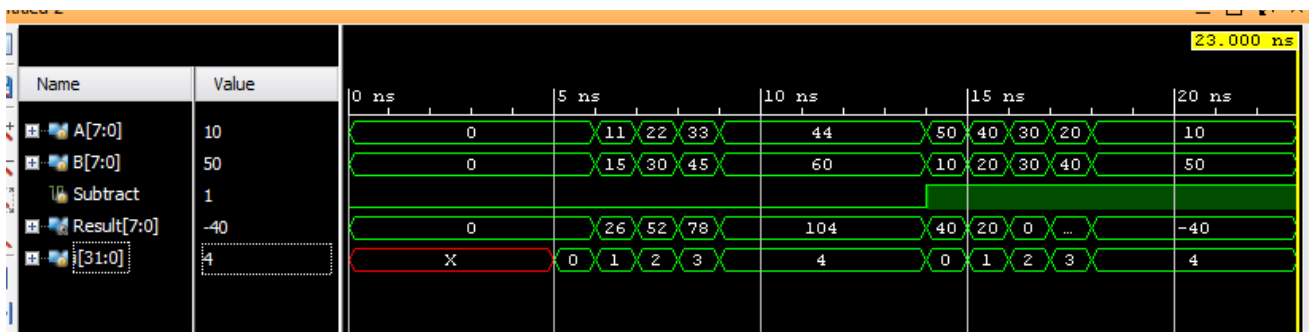 23.000 ns
Name Value
0 ns 5 ns 10 ns 15 ns 20 ns
A[7:0] 10 0 11 22 33 44 50 40 30 20 10
B[7:0] 50 0 15 30 45 60 10 20 30 40 50
Subtract 1
Result[7:0] -40 0 26 52 78 104 40 20 0 ... -40
i[31:0] 4 X 0 1 2 3 4 0 1 2 3 4